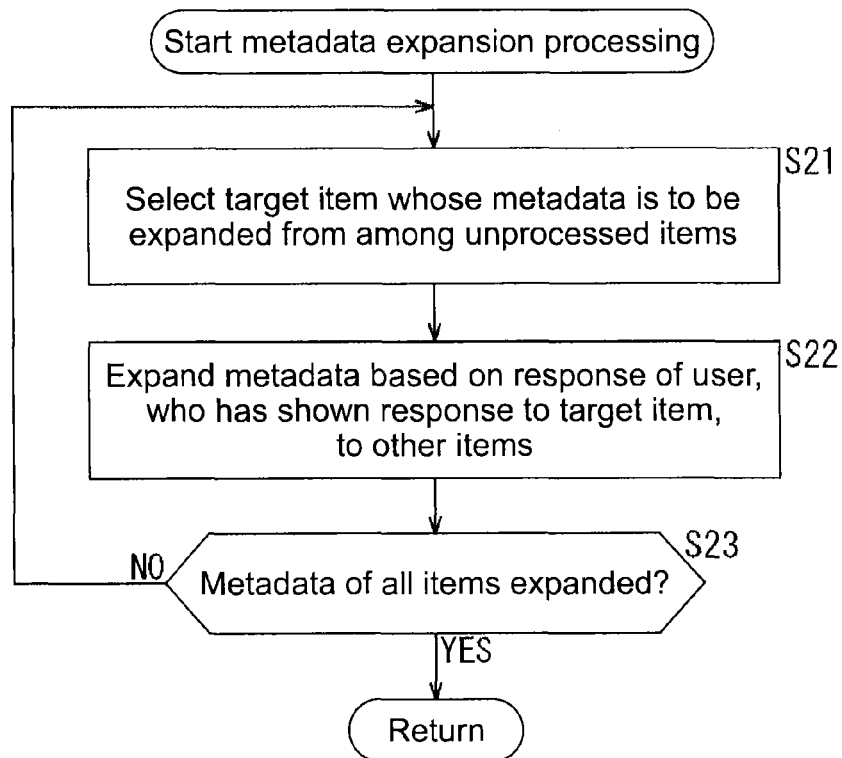 Start metadata expansion processing
S21
Select target item whose metadata is to be
expanded from among unprocessed items
S22
Expand metadata based on response of user,
who has shown response to target item,
to other items
S23
NO
Metadata of all items expanded?
YES
Return